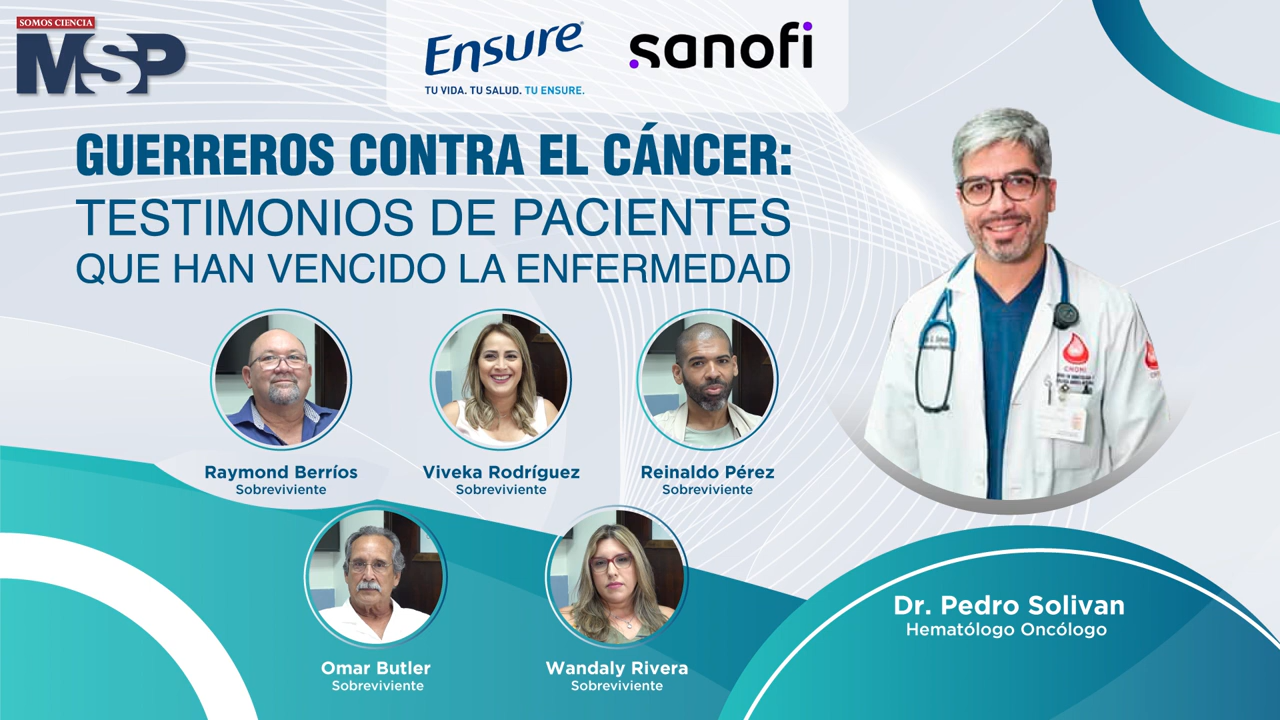 SOMOS CIENCIA
MSP
Ensure
TU VIDA. TU SALUD. TU ENSURE.
sanofi
GUERREROS CONTRA EL CÁNCER:
TESTIMONIOS DE PACIENTES
QUE HAN VENCIDO LA ENFERMEDAD
Raymond Berríos
Sobreviviente
Viveka Rodríguez
Sobreviviente
Reinaldo Pérez
Sobreviviente
Omar Butler
Sobreviviente
Wandaly Rivera
Sobreviviente
CHOMI
Dr. Pedro Solivan
Hematólogo Oncólogo